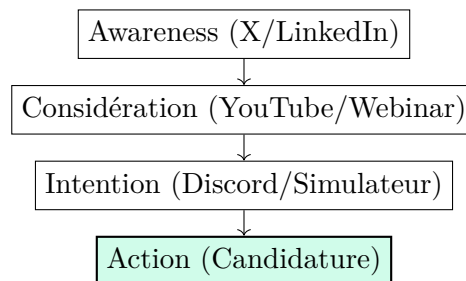 Awareness (X/LinkedIn)
Considération (YouTube/Webinar)
Intention (Discord/Simulateur)
Action (Candidature)